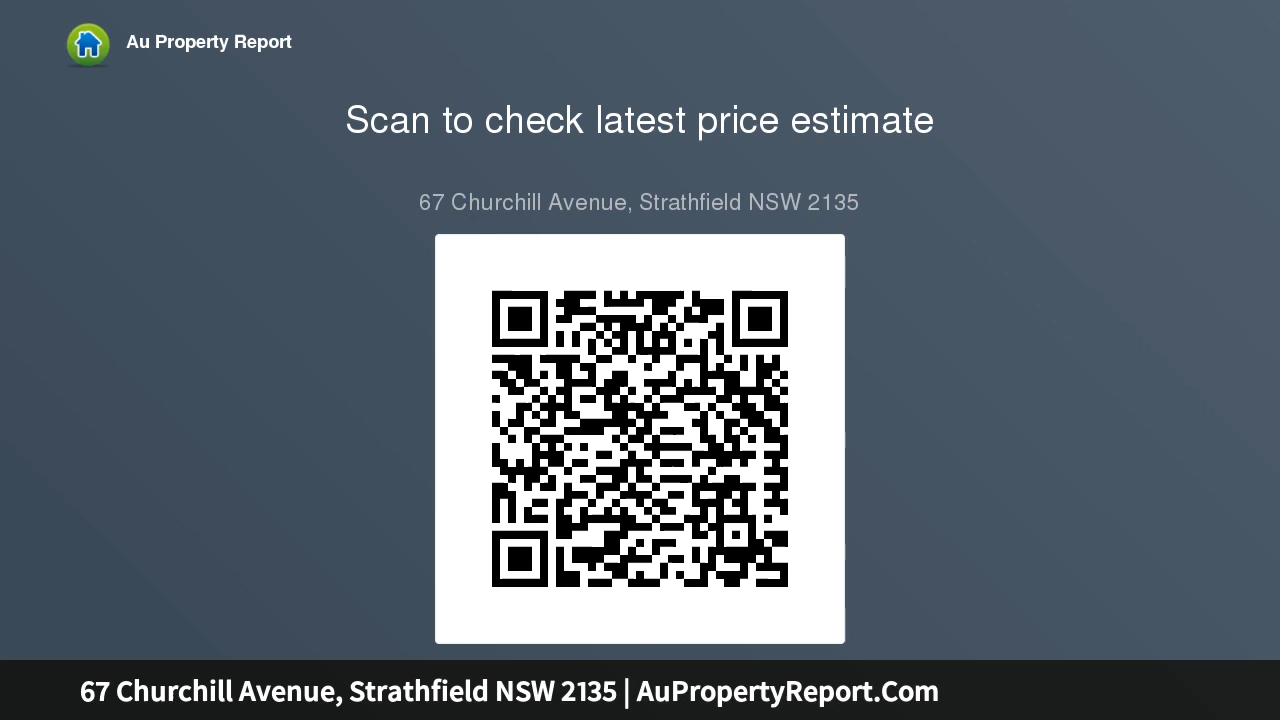 Au Property Report
Scan to check latest price estimate
67 Churchill Avenue, Strathfield NSW 2135
67 Churchill Avenue, Strathfield NSW 2135 | AuPropertyReport.Com